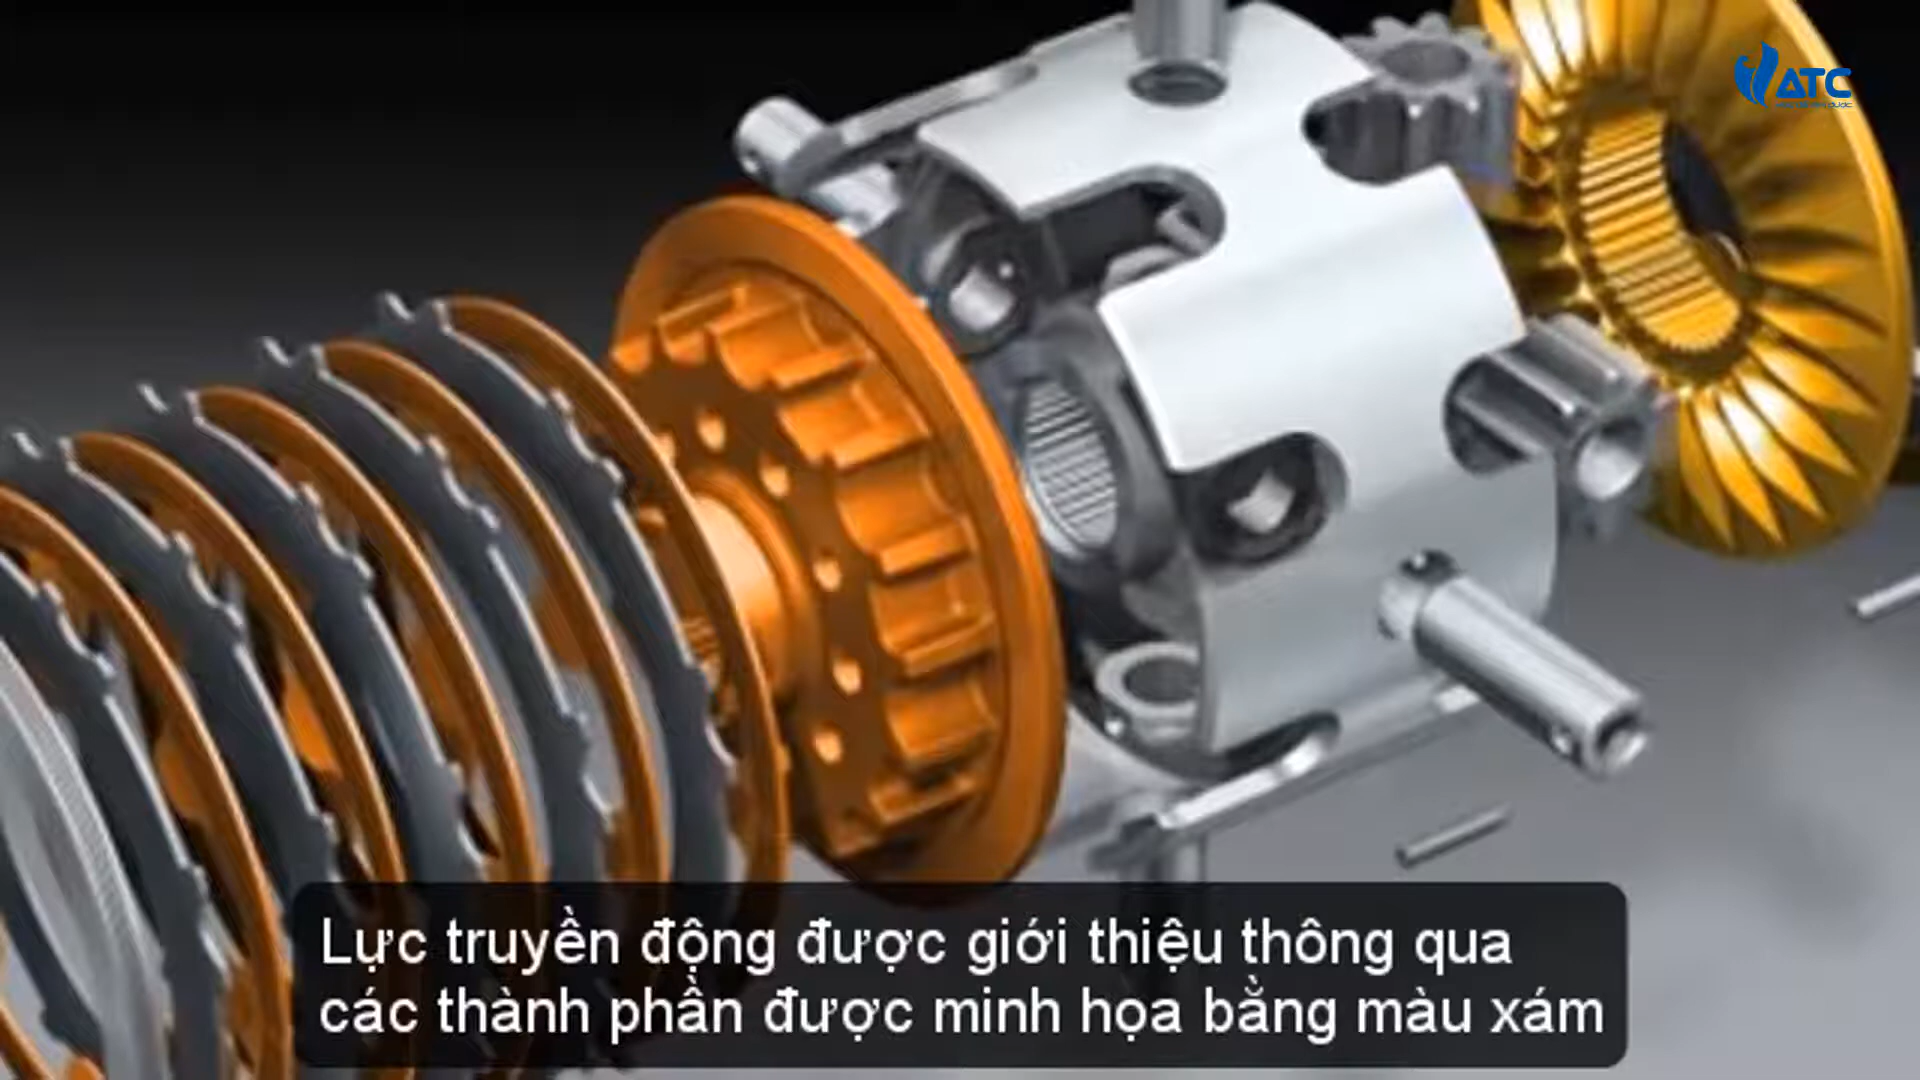 ATC
Lực truyền động được giới thiệu thông qua
các thành phần được minh họa bằng màu xám